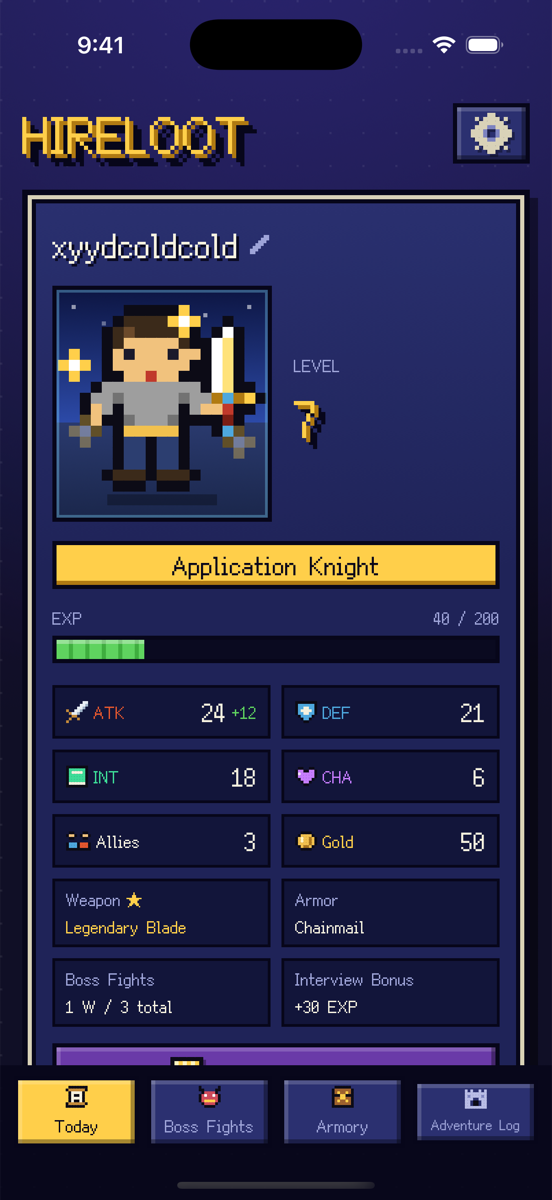 9:41
HIRELOOT
xyydcoldcold
LEVEL
7
Application Knight
EXP 40 / 200
ATK 24 +12 DEF 21
INT 18 CHA 6
Allies 3 Gold 50
Weapon Armor
Legendary Blade Chainmail
Boss Fights Interview Bonus
1 W / 3 total +30 EXP
Today Boss Fights Armory Adventure Log